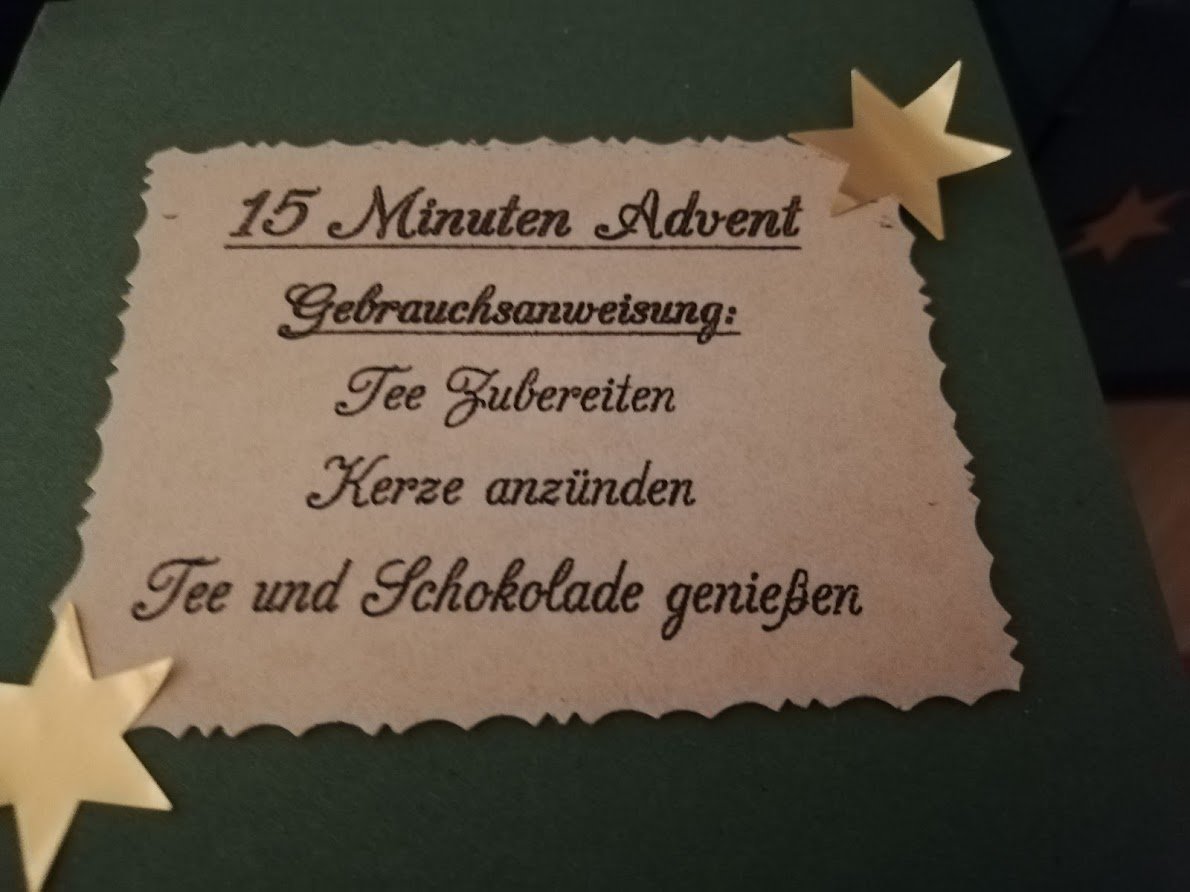 15 Minuten Advent
Gebrauchsanweisung:
Tee Zubereiten
Kerze anzünden
Tee und Schokolade genießen